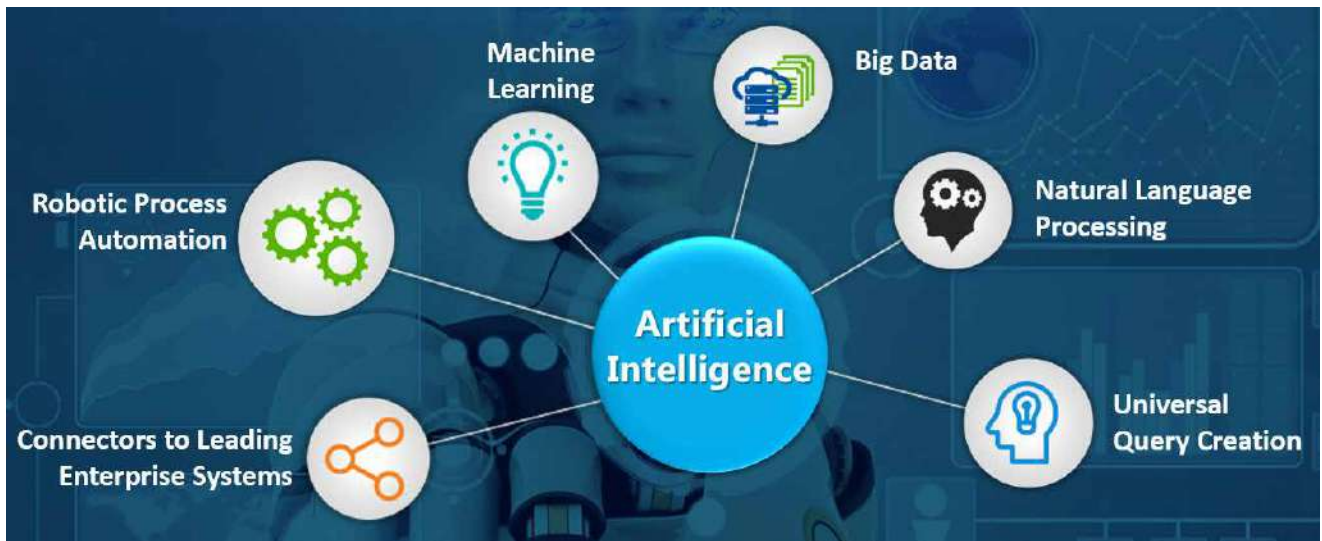 Machine
Learning
Big Data
Robotic Process
Automation
Natural Language
Processing
Artificial
Intelligence
Connectors to Leading
Enterprise Systems
Universal
Query Creation